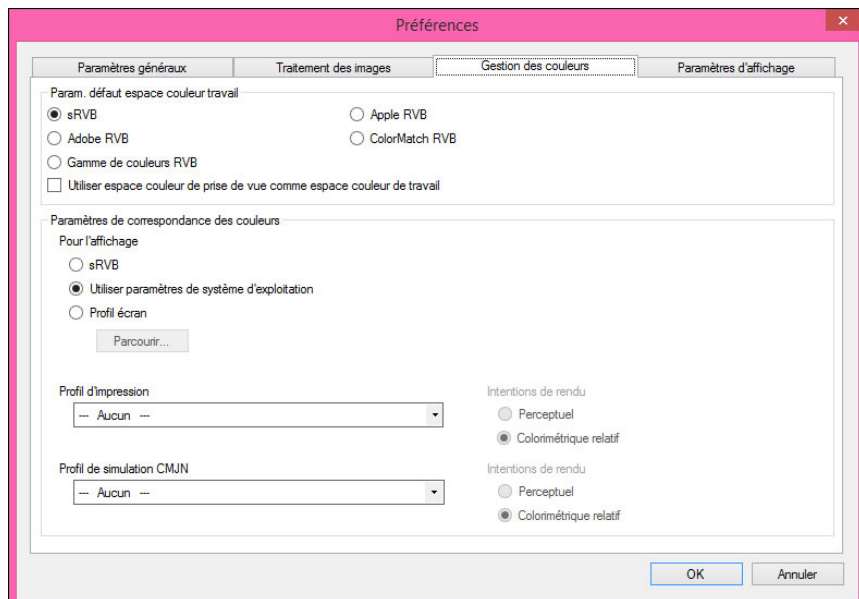 Préférences
Paramètres généraux
Traitement des images
Gestion des couleurs
Paramètres d'affichage
Param. défaut espace couleur travail
sRVB
Apple RVB
Adobe RVB
ColorMatch RVB
Gamme de couleurs RVB
Utiliser espace couleur de prise de vue comme espace couleur de travail
Paramètres de correspondance des couleurs
Pour l'affichage
sRVB
Utiliser paramètres de système d'exploitation
Profil écran
Parcourir...
Profil d'impression
Intentions de rendu
--- Aucun ---
Perceptuel
Colorimétrique relatif
Profil de simulation CMJN
Intentions de rendu
--- Aucun ---
Perceptuel
Colorimétrique relatif
OK
Annuler